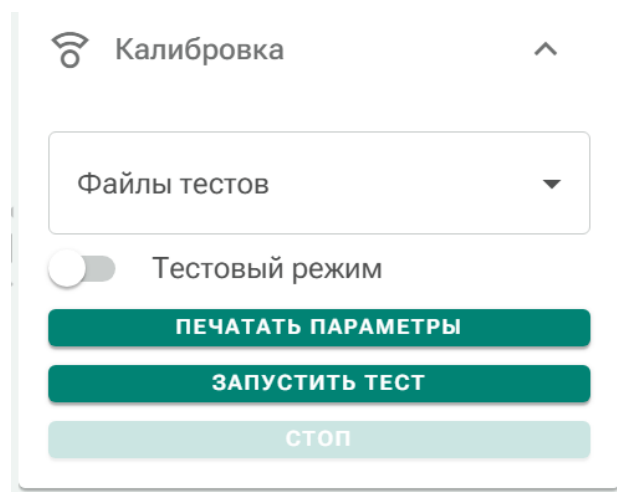 Калибровка
Файлы тестов
Тестовый режим
ПЕЧАТАТЬ ПАРАМЕТРЫ
ЗАПУСТИТЬ ТЕСТ
СТОП